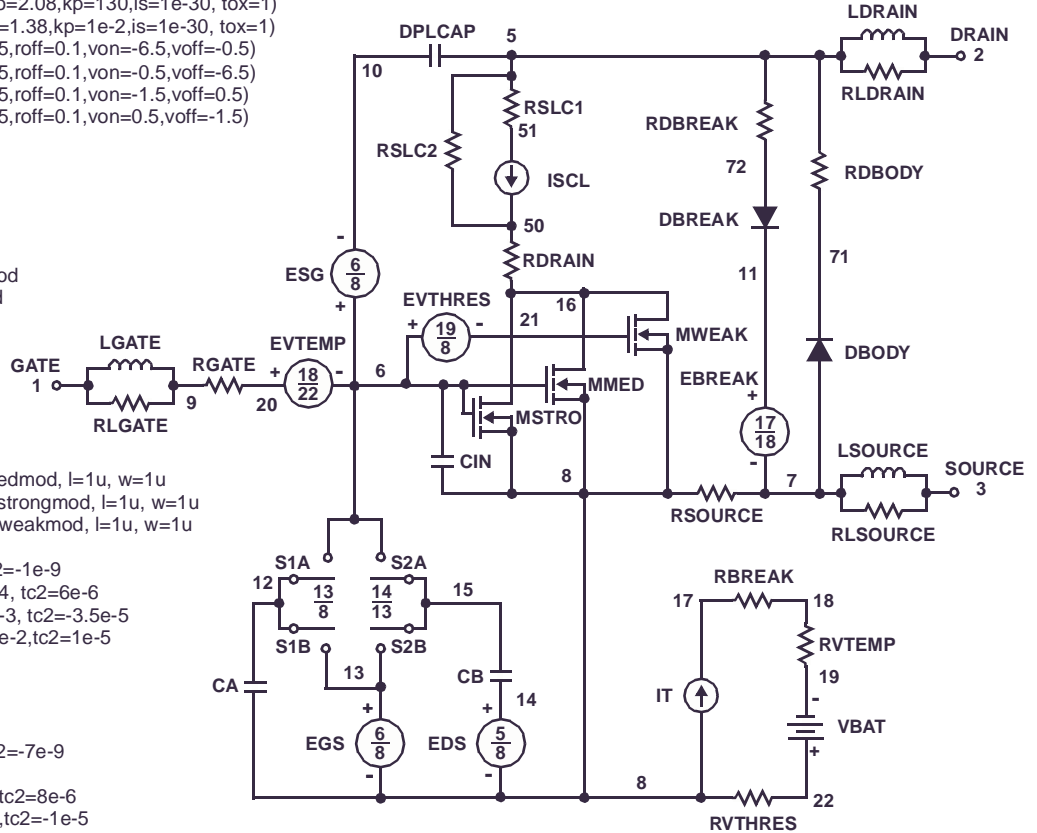 p=2.08,kp=130,is=1e-30, tox=1)
=1.38,kp=1e-2,is=1e-30, tox=1)
5,roff=0.1,von=-6.5,voff=-0.5)
5,roff=0.1,von=-0.5,voff=-6.5)
5,roff=0.1,von=-1.5,voff=0.5)
5,roff=0.1,von=0.5,voff=-1.5)
od
d
edmod, l=1u, w=1u
strongmod, l=1u, w=1u
weakmod, l=1u, w=1u
2=-1e-9
4, tc2=6e-6
-3, tc2=-3.5e-5
e-2,tc2=1e-5
2=-7e-9
tc2=8e-6
,tc2=-1e-5
LDRAIN
DPLCAP
5
DRAIN
2
10
RLDRAIN
RSLC1
51
RDBREAK
RSLC2
72
RDBODY
ISCL
DBREAK
50
-
71
RDRAIN
11
ESG
6
8
EVTHRES
+
16
+
19
8
-
21
MWEAK
LGATE
EVTEMP
DBODY
GATE
1
RGATE
+
18
22
-
6
MMED
EBREAK
+
9
20
MSTRO
RLGATE
17
18
LSOURCE
CIN
-
8
7
SOURCE
3
RSOURCE
RLSOURCE
S1A
S2A
RBREAK
12
13
8
14
13
15
17
18
S1B
S2B
RVTEMP
13
CB
19
CA
14
IT
-
+
+
VBAT
EGS
6
8
EDS
5
8
+
-
-
8
22
RVTHRES